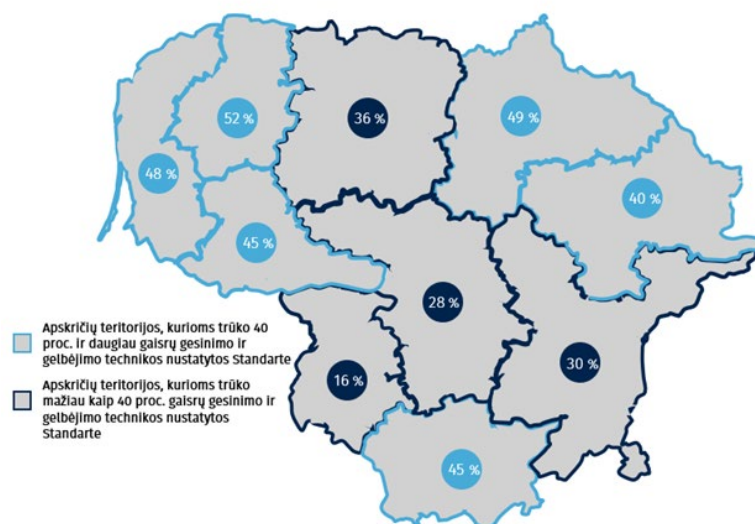 52 %
36 %
49 %
48 %
40 %
45 %
28 %
30 %
16 %
45 %
Apskričių teritorijos, kurioms trūko 40
proc. ir daugiau gaisrų gesinimo ir
gelbėjimo technikos nustatytos Standarte
Apskričių teritorijos, kurioms trūko
mažiau kaip 40 proc. gaisrų gesinimo ir
gelbėjimo technikos nustatytos
Standarte